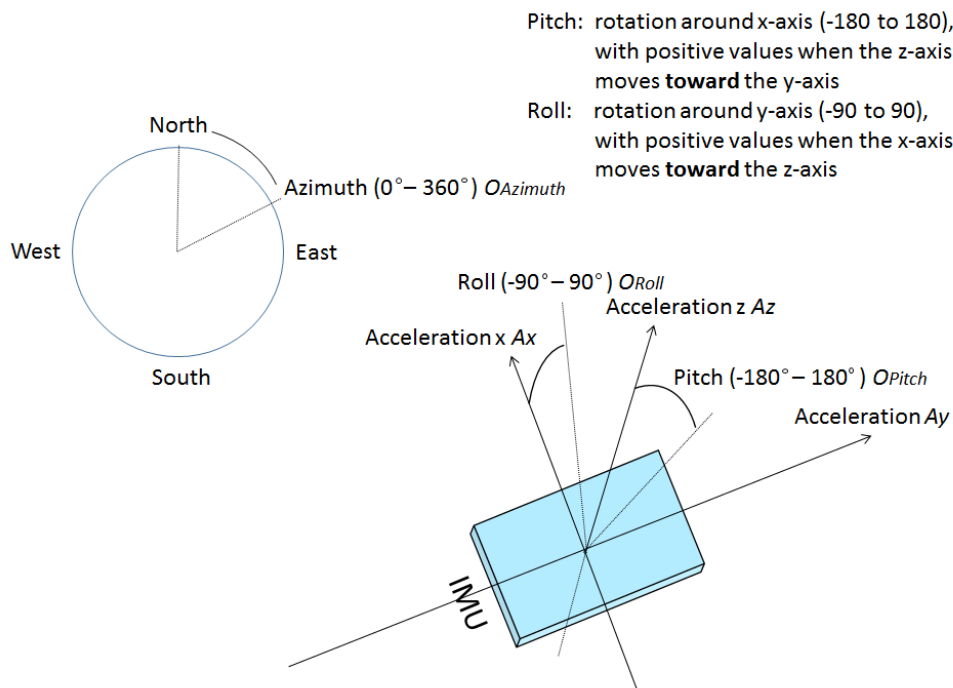 Pitch: rotation around x-axis (-180 to 180),
with positive values when the z-axis
moves toward the y-axis
Roll: rotation around y-axis (-90 to 90),
with positive values when the x-axis
moves toward the z-axis
North
Azimuth (0°– 360°) OAzimuth
West
East
South
Roll (-90°– 90°) ORoll
Acceleration z Az
Acceleration x Ax
Pitch (-180°– 180°) OPitch
Acceleration Ay
IMU